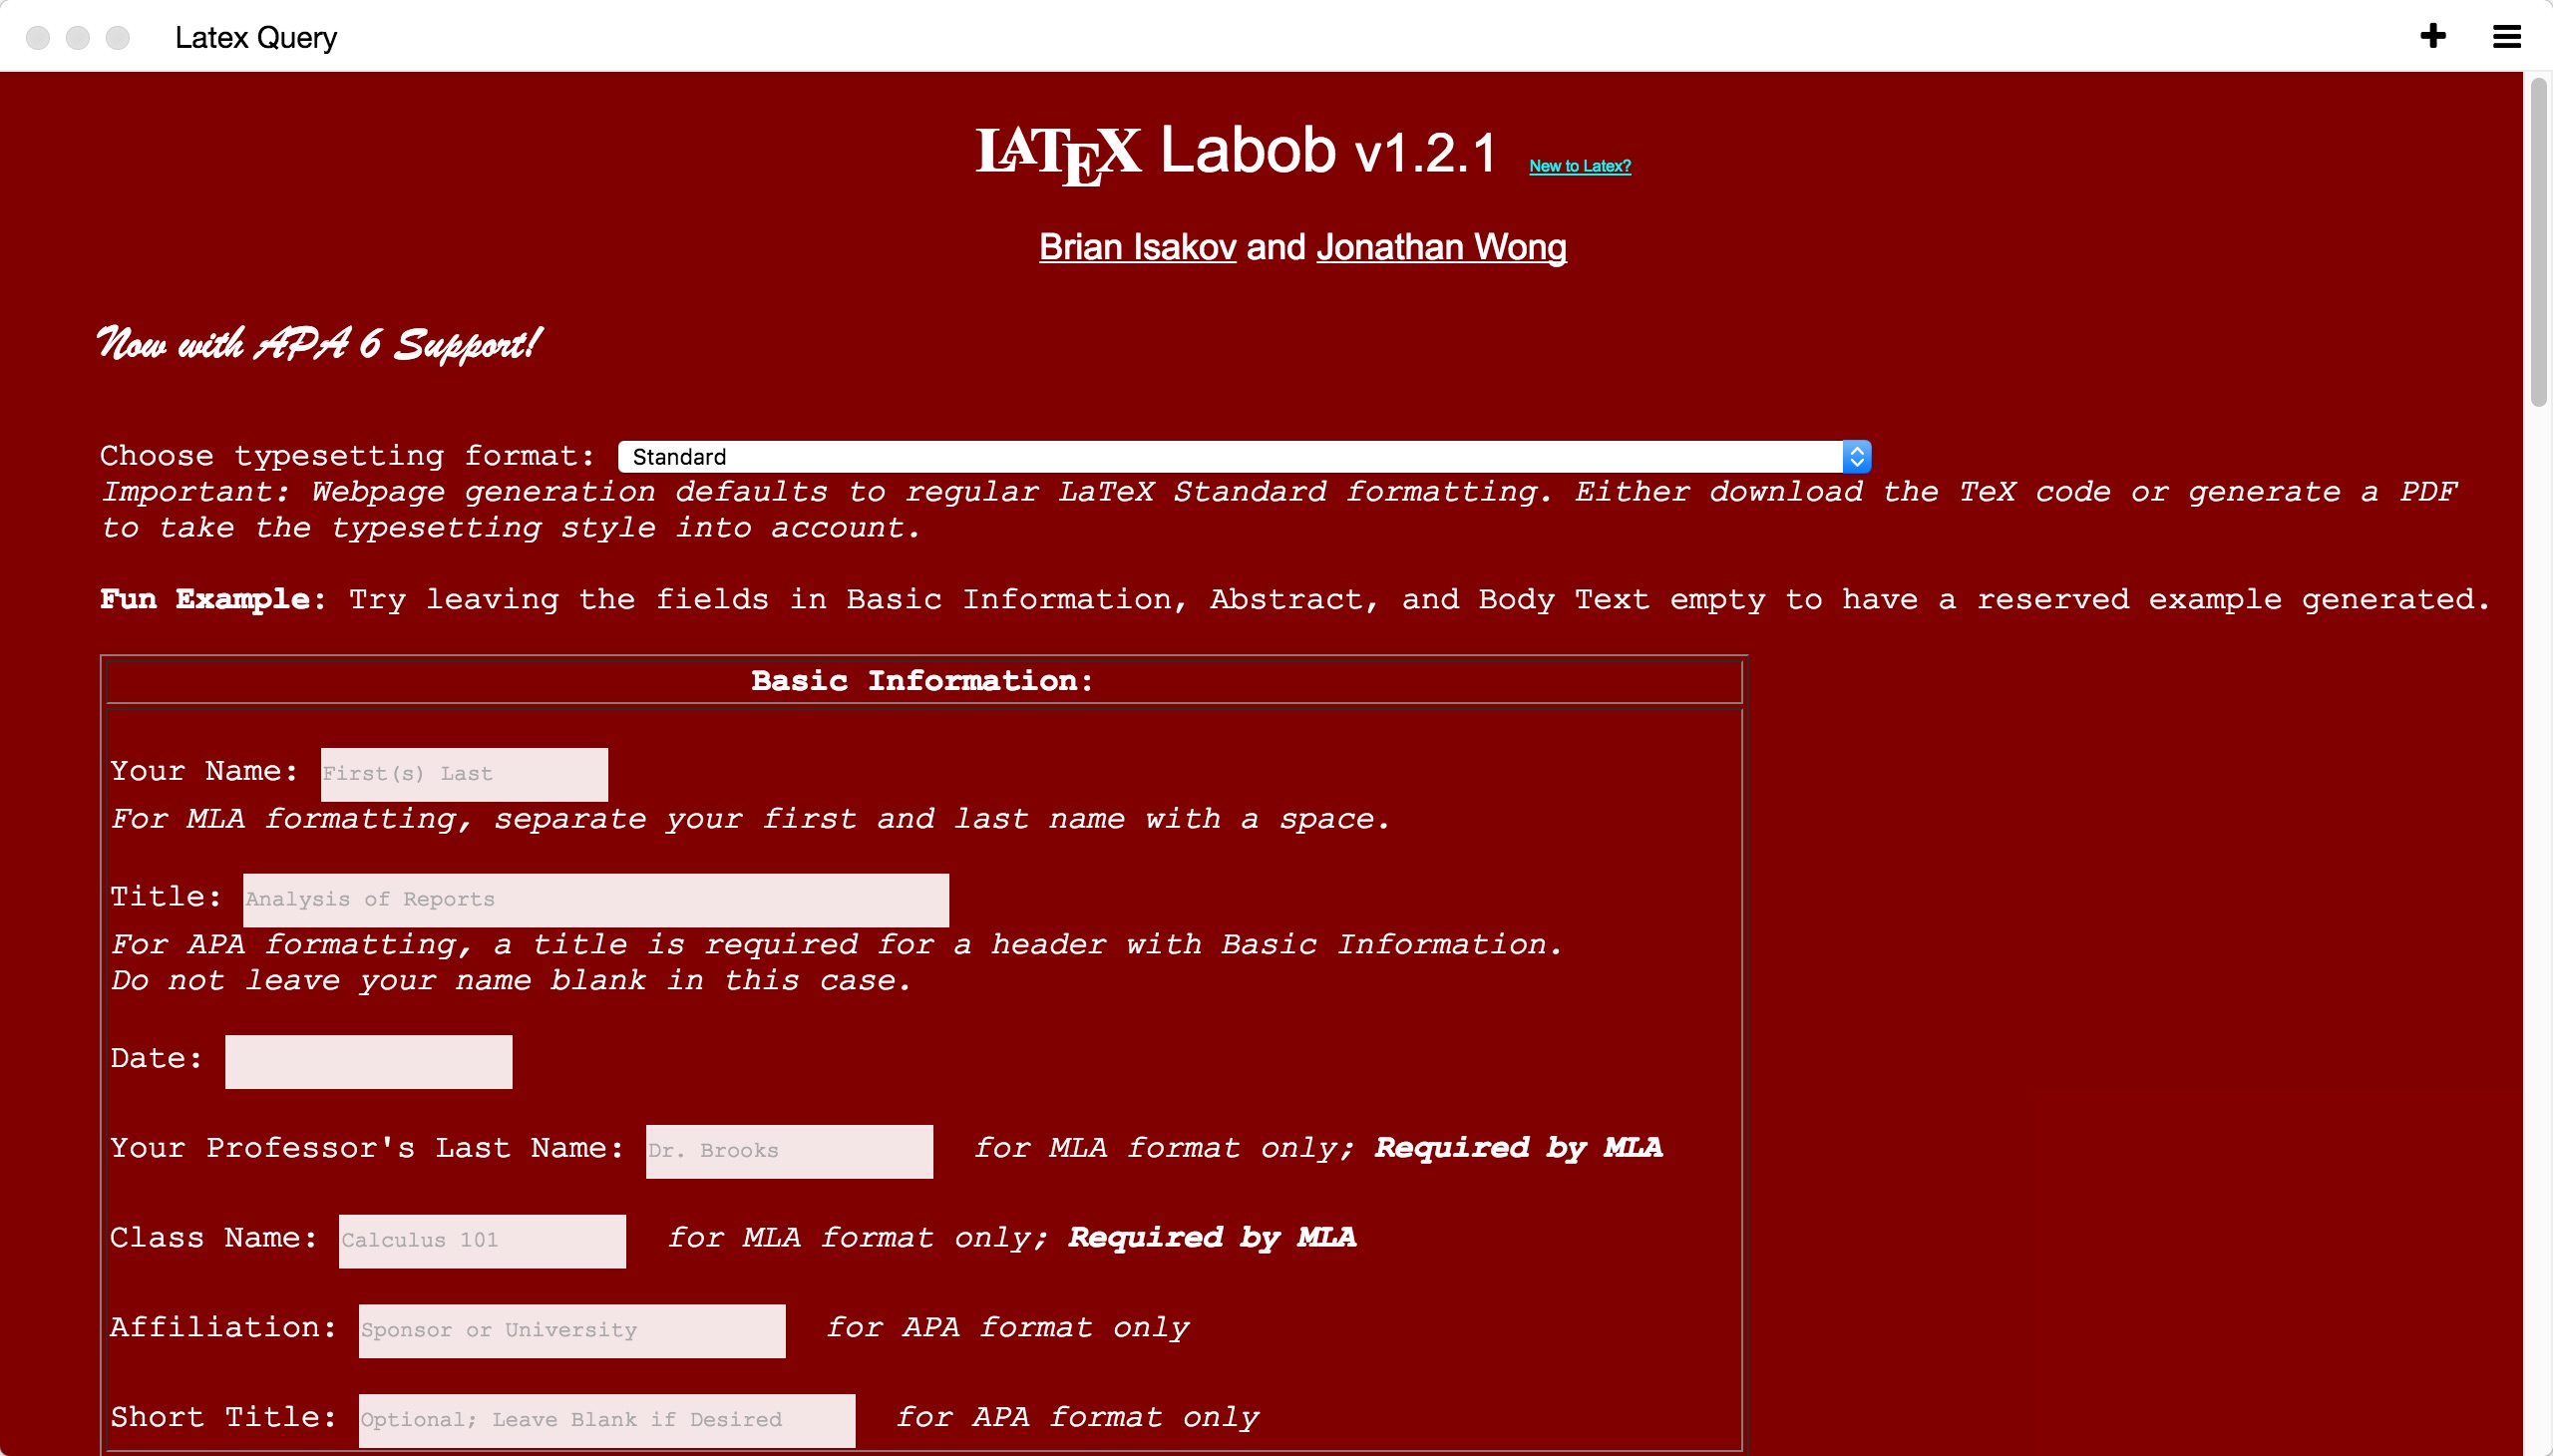 Latex Query
LATEX Labob v1.2.1 New to Latex?
Brian Isakov and Jonathan Wong
Now with APA 6 Support!
Choose typesetting format: Standard
Important: Webpage generation defaults to regular LaTeX Standard formatting. Either download the TeX code or generate a PDF
to take the typesetting style into account.
Fun Example: Try leaving the fields in Basic Information, Abstract, and Body Text empty to have a reserved example generated.
Basic Information:
Your Name: First(s) Last
For MLA formatting, separate your first and last name with a space.
Title: Analysis of Reports
For APA formatting, a title is required for a header with Basic Information.
Do not leave your name blank in this case.
Date:
Your Professor's Last Name: Dr. Brooks for MLA format only; Required by MLA
Class Name: Calculus 101 for MLA format only; Required by MLA
Affiliation: Sponsor or University for APA format only
Short Title: Optional; Leave Blank if Desired for APA format only